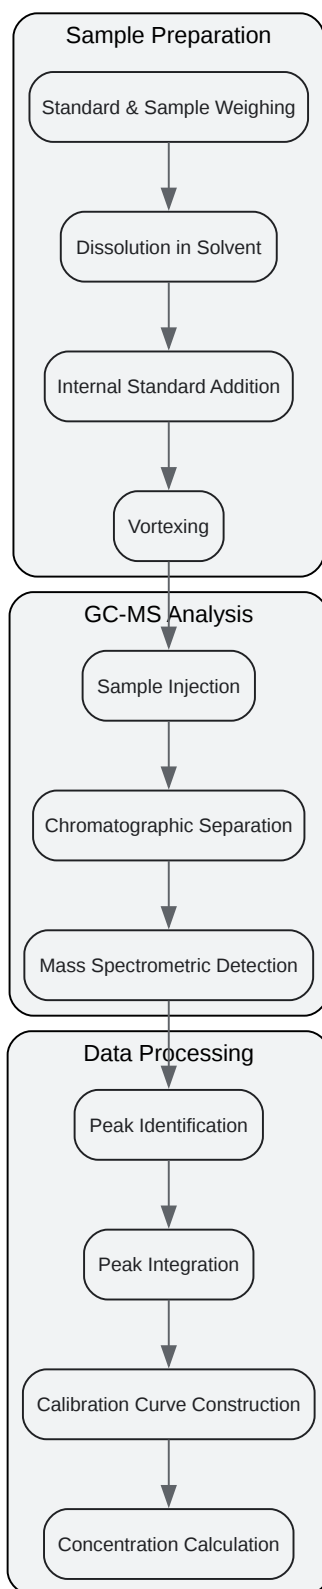 Sample Preparation
Standard & Sample Weighing
Dissolution in Solvent
Internal Standard Addition
Vortexing
GC-MS Analysis
Sample Injection
Chromatographic Separation
Mass Spectrometric Detection
Data Processing
Peak Identification
Peak Integration
Calibration Curve Construction
Concentration Calculation